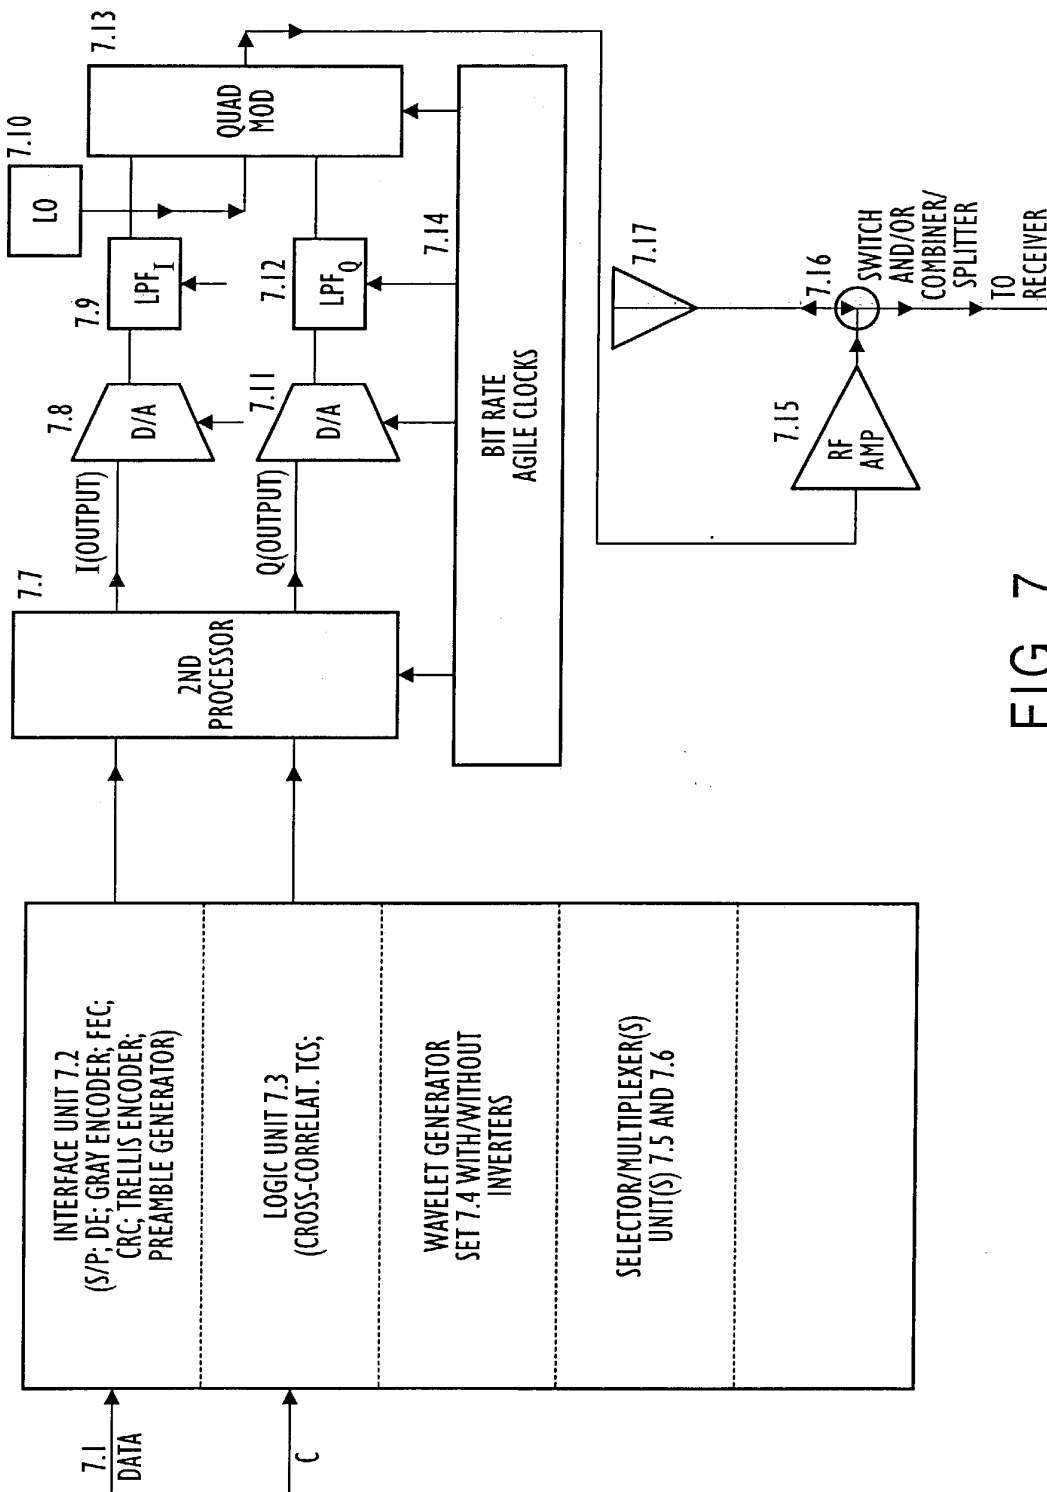 7.1
DATA
C
INTERFACE UNIT 7.2
(S/P; DE; GRAY ENCODER; FEC;
CRC; TRELLIS ENCODER;
PREAMBLE GENERATOR)
LOGIC UNIT 7.3
(CROSS-CORRELAT. TCS;
WAVELET GENERATOR
SET 7.4 WITH/WITHOUT
INVERTERS
SELECTOR/MULTIPLEXER(S)
UNIT(S) 7.5 AND 7.6
7.7
2ND
PROCESSOR
I(OUTPUT)
Q(OUTPUT)
7.8
D/A
7.11
D/A
7.9
LPF I
7.12
LPF Q
7.10
LO
7.13
QUAD
MOD
7.14
BIT RATE
AGILE CLOCKS
7.15
RF
AMP
7.16
7.17
SWITCH
AND/OR
COMBINER/
SPLITTER
TO
RECEIVER
FIG 7